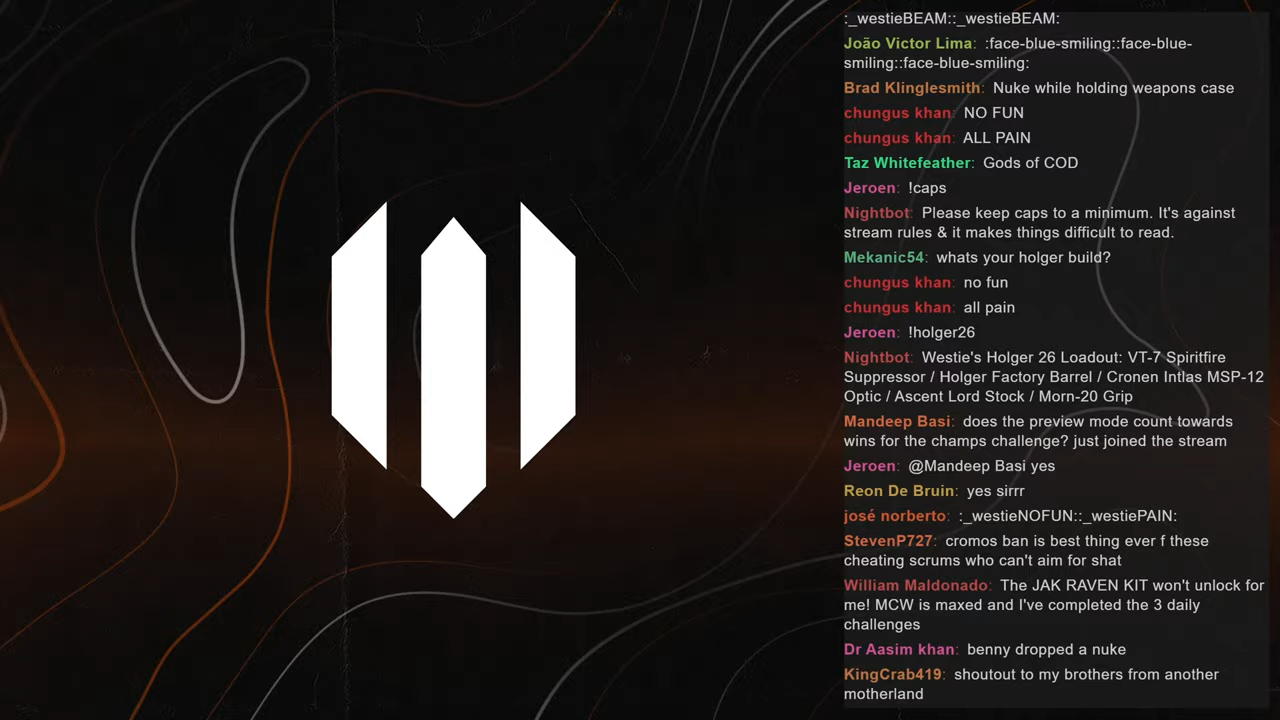 :_westieBEAM::_westieBEAM:
João Victor Lima: :face-blue-smiling::face-blue-
smiling::face-blue-smiling:
Brad Klinglesmith: Nuke while holding weapons case
chungus khan: NO FUN
chungus khan: ALL PAIN
Taz Whitefeather: Gods of COD
Jeroen: !caps
Nightbot: Please keep caps to a minimum. It's against
stream rules & it makes things difficult to read.
Mekanic54: whats your holger build?
chungus khan: no fun
chungus khan: all pain
Jeroen: !holger26
Nightbot: Westie's Holger 26 Loadout: VT-7 Spiritfire
Suppressor / Holger Factory Barrel / Cronen Intlas MSP-12
Optic / Ascent Lord Stock / Morn-20 Grip
Mandeep Basi: does the preview mode count towards
wins for the champs challenge? just joined the stream
Jeroen: @Mandeep Basi yes
Reon De Bruin: yes sirrr
josé norberto: :_westieNOFUN::_westiePAIN:
StevenP727: cromos ban is best thing ever f these
cheating scrums who can't aim for shat
William Maldonado: The JAK RAVEN KIT won't unlock for
me! MCW is maxed and I've completed the 3 daily
challenges
Dr Aasim khan: benny dropped a nuke
KingCrab419: shoutout to my brothers from another
motherland